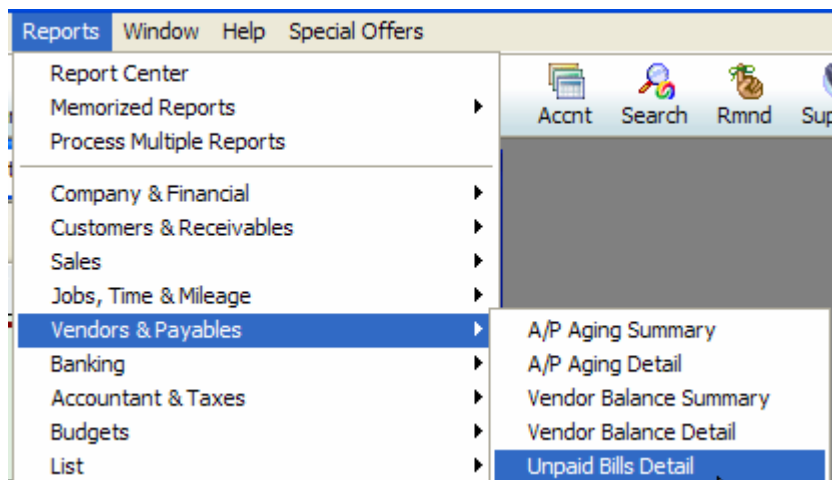 Reports Window Help Special Offers
Report Center
Memorized Reports
Process Multiple Reports
Accnt Search Rmnd
Company & Financial
Customers & Receivables
Sales
Jobs, Time & Mileage
Vendors & Payables
Banking
Accountant & Taxes
Budgets
List
A/P Aging Summary
A/P Aging Detail
Vendor Balance Summary
Vendor Balance Detail
Unpaid Bills Detail